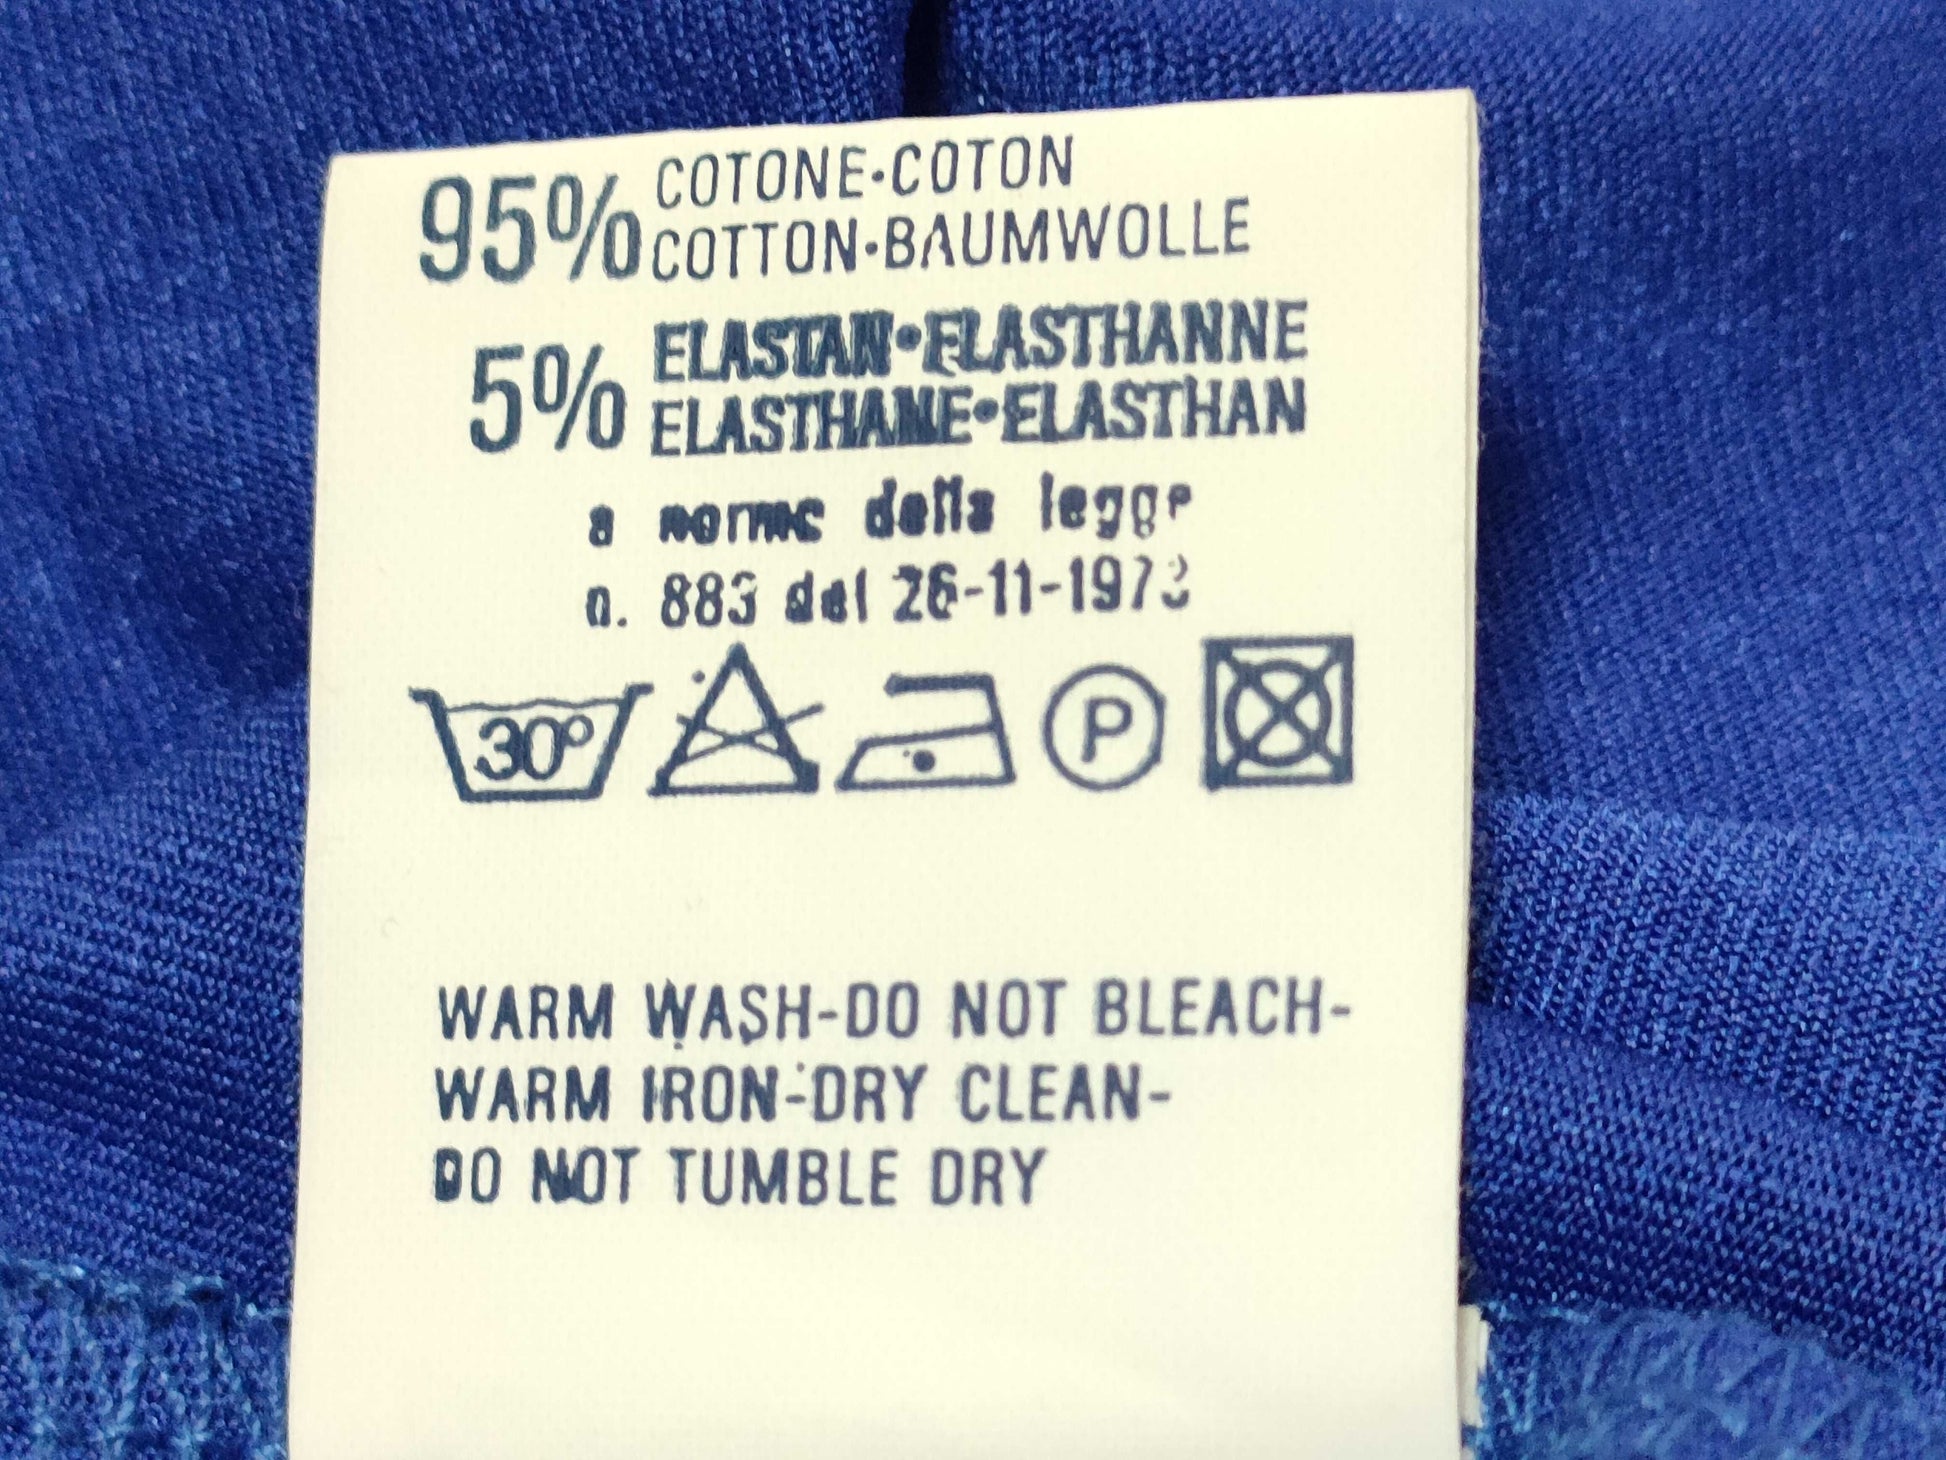 95% COTONE·COTON
COTTON·BAUMWOLLE
5% ELASTAN·ELASTHANNE
ELASTHANE·ELASTHAN
a norme della legge
n. 883 del 26-11-1973
30° P
WARM WASH-DO NOT BLEACH-
WARM IRON-DRY CLEAN-
DO NOT TUMBLE DRY